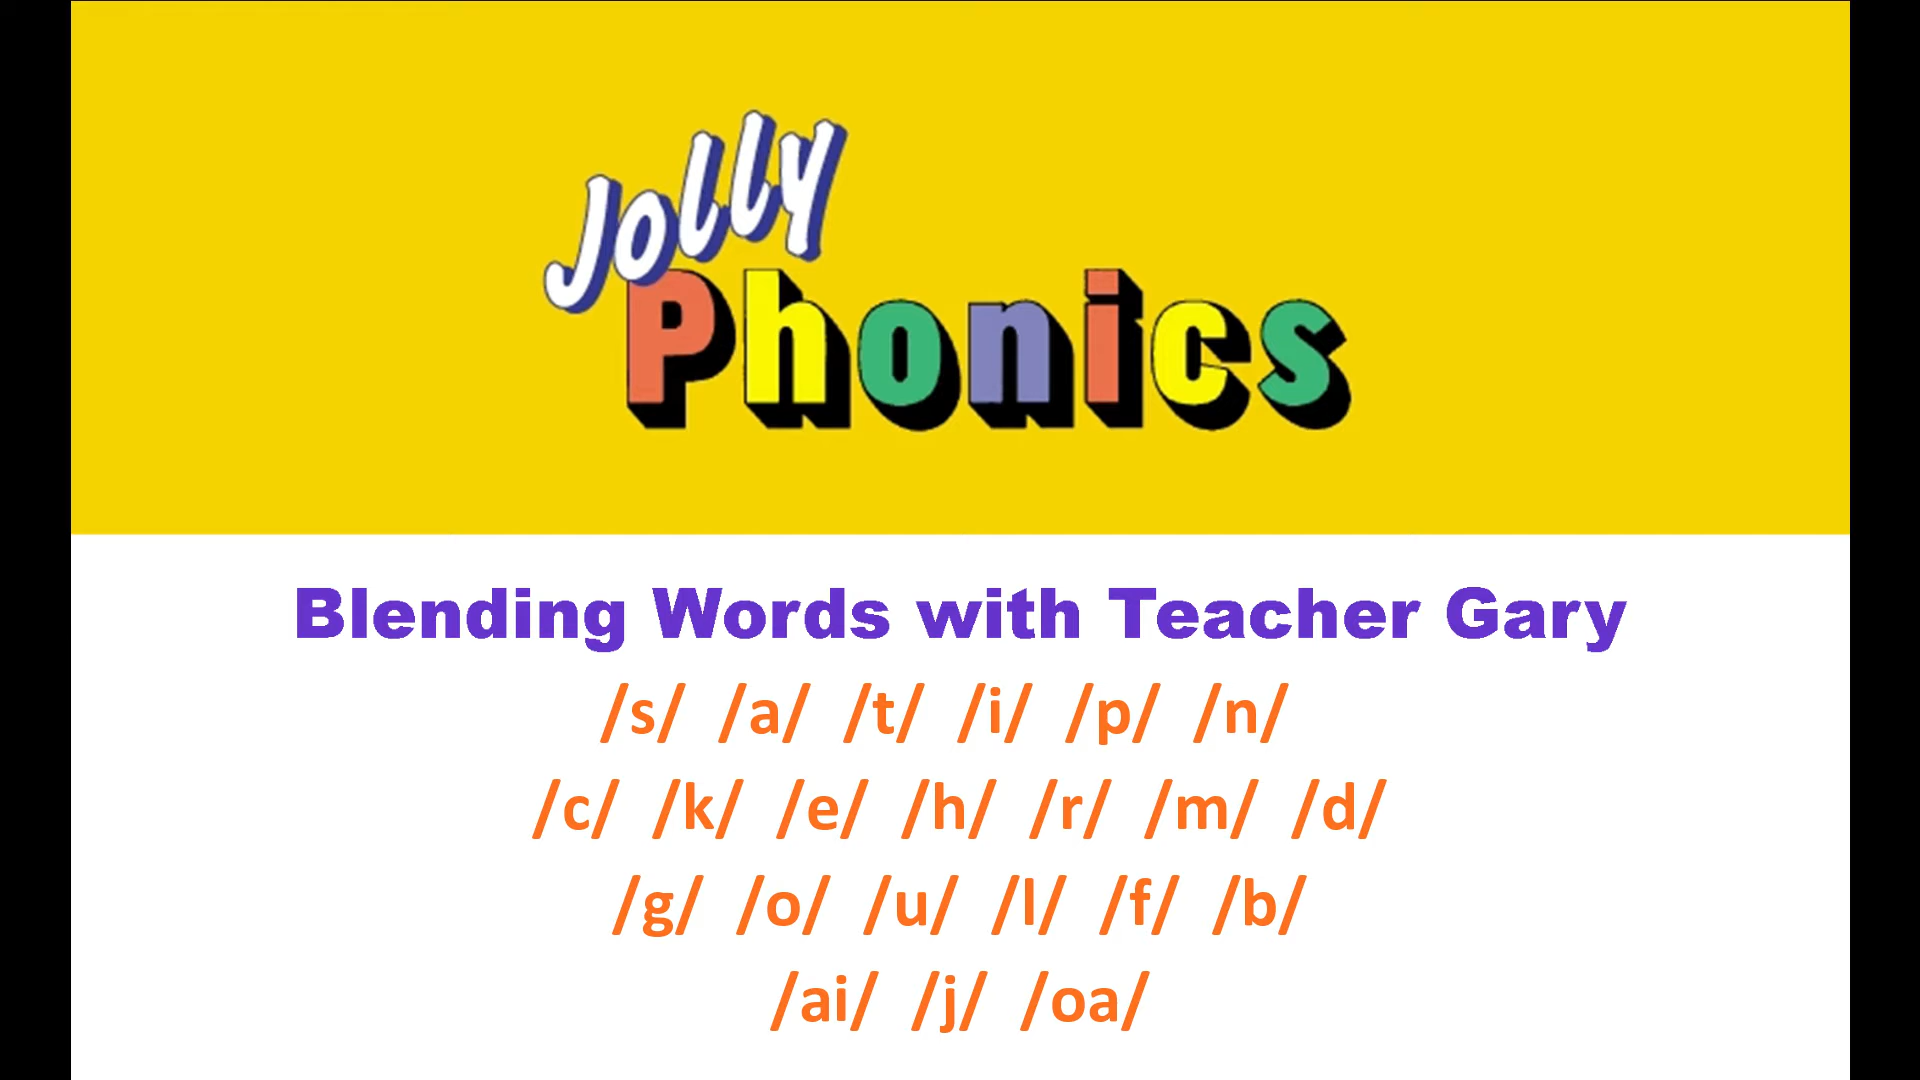 Jolly
Phonics
Blending Words with Teacher Gary
/s/ /a/ /t/ /i/ /p/ /n/
/c/ /k/ /e/ /h/ /r/ /m/ /d/
/g/ /o/ /u/ /l/ /f/ /b/
/ai/ /j/ /oa/